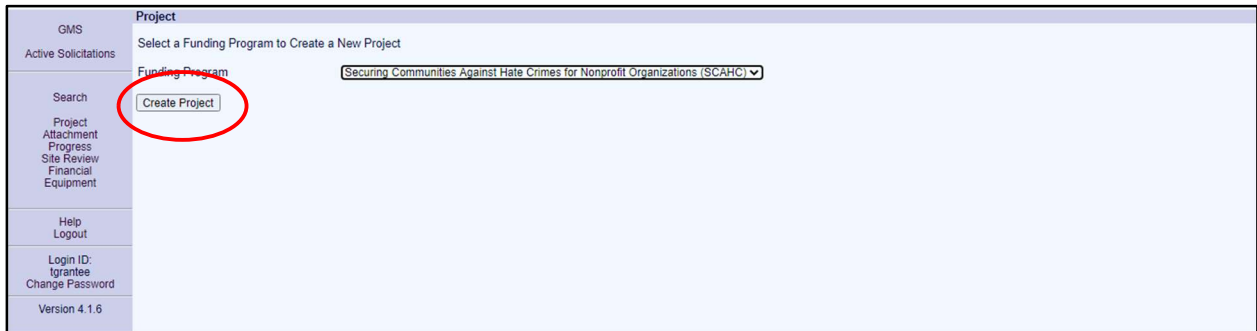 GMS
Active Solicitations
Search
Project
Attachment
Progress
Site Review
Financial
Equipment
Help
Logout
Login ID:
tgrantee
Change Password
Version 4.1.6
Project
Select a Funding Program to Create a New Project
Funding Program Securing Communities Against Hate Crimes for Nonprofit Organizations (SCAHC)
Create Project